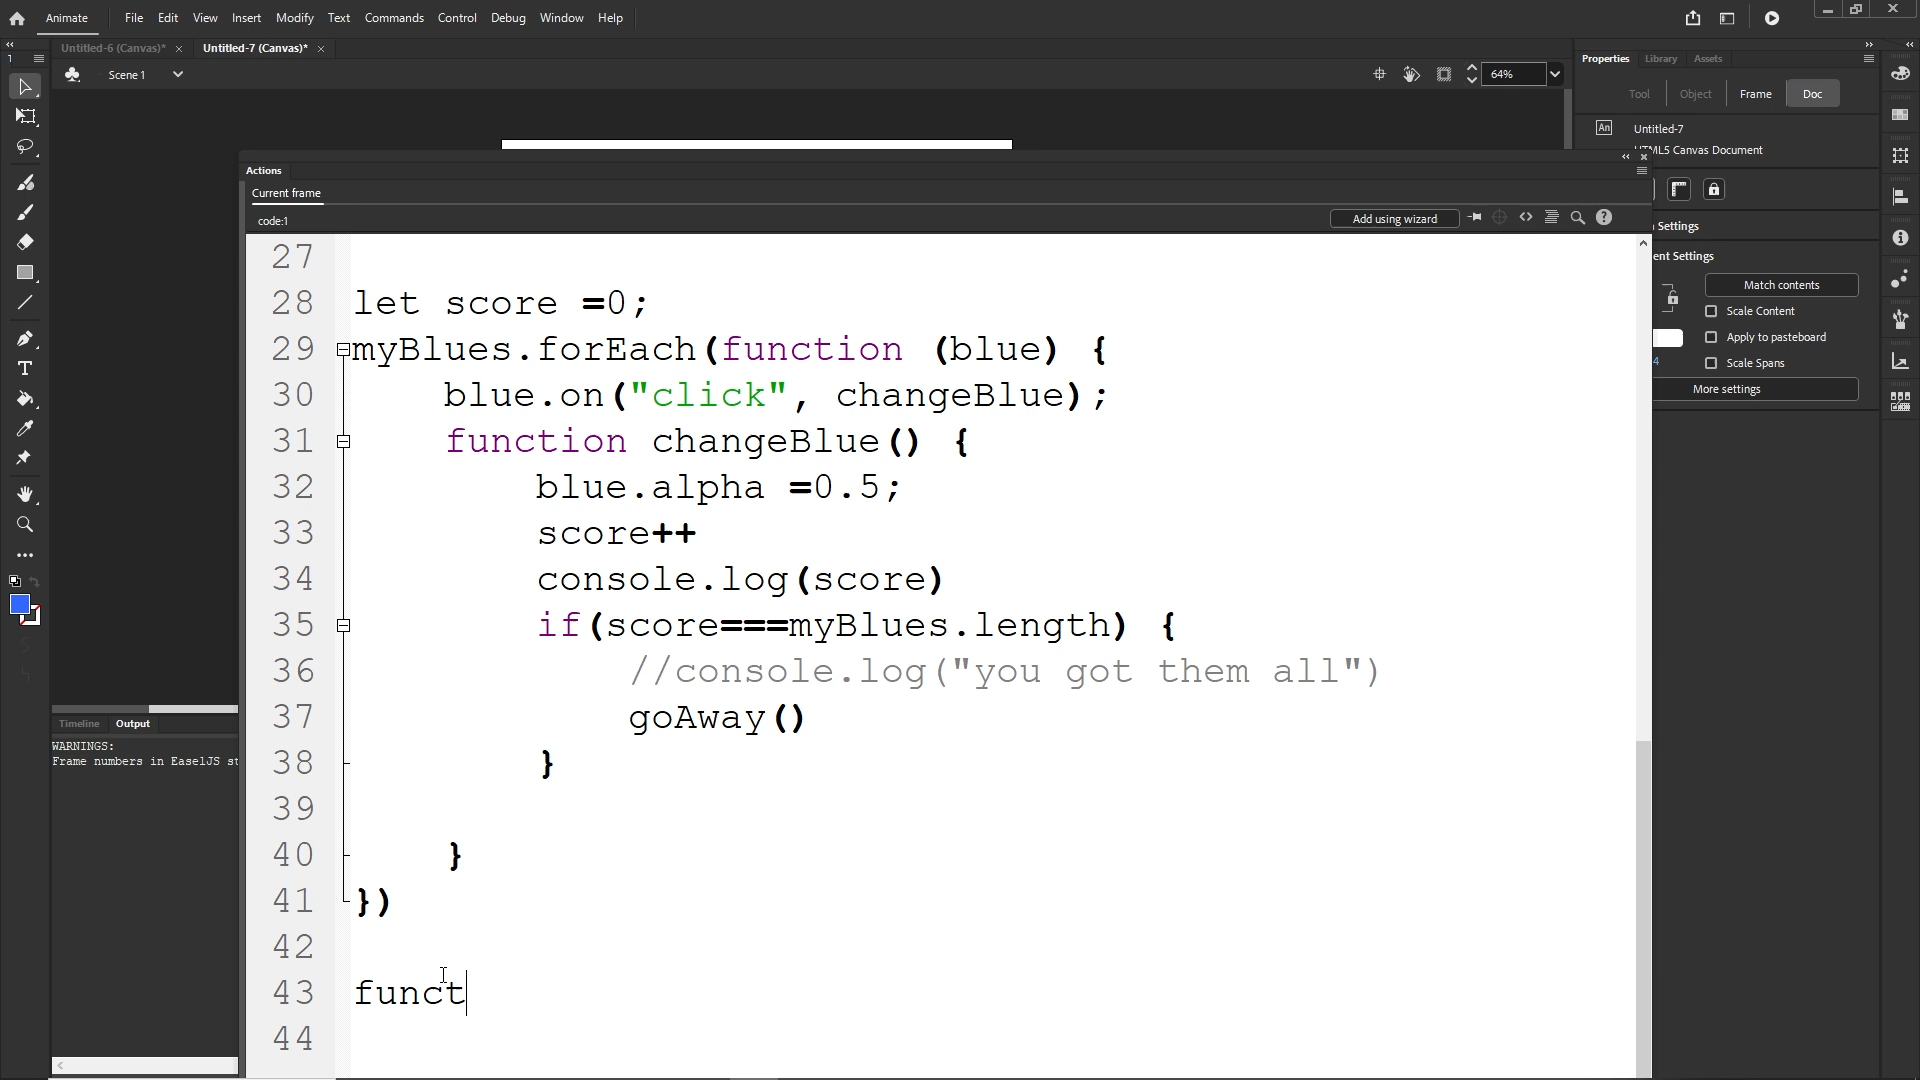 Animate File Edit View Insert Modify Text Commands Control Debug Window Help
Untitled-6 (Canvas)* × Untitled-7 (Canvas)* ×
Scene 1
64%
Properties Library Assets
Tool Object Frame Doc
An Untitled-7
HTML5 Canvas Document
Settings
ent Settings
Match contents
Scale Content
Apply to pasteboard
4
Scale Spans
More settings
Actions
Current frame
code:1
Add using wizard
27
28 let score =0;
29 myBlues.forEach(function (blue) {
30 blue.on("click", changeBlue);
31 function changeBlue() {
32 blue.alpha =0.5;
33 score++
34 console.log(score)
35 if(score===myBlues.length) {
36 //console.log("you got them all")
37 goAway()
38 }
39
40 }
41 })
42
43 funct
44
Timeline Output
WARNINGS:
Frame numbers in EaselJS st